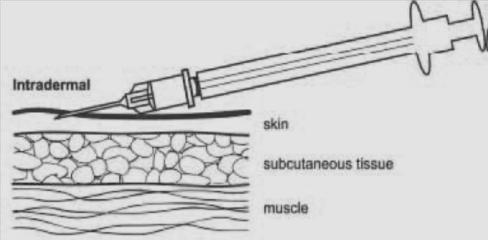 Intradermal
skin
subcutaneous tissue
muscle